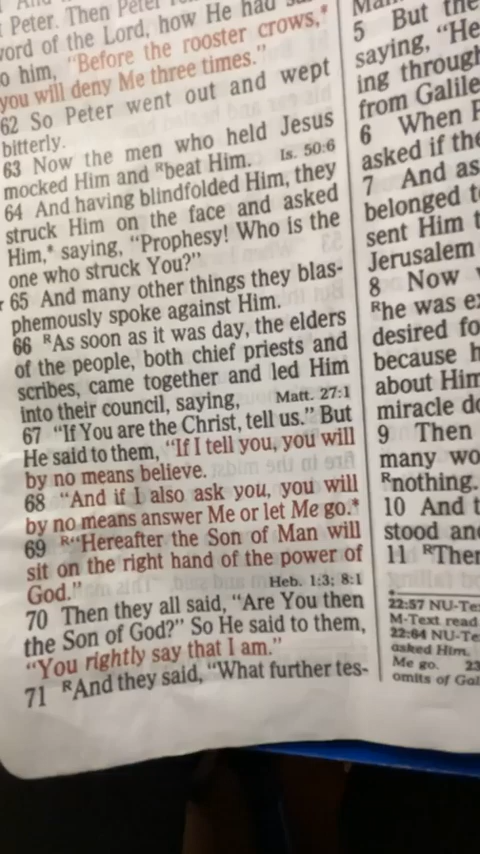 Peter. Then Peter
word of the Lord, how He had
to him, "Before the rooster crows,*
you will deny Me three times."
62 So Peter went out and wept
bitterly.
63 Now the men who held Jesus
mocked Him and ᴿbeat Him. Is. 50:6
64 And having blindfolded Him, they
struck Him on the face and asked
Him,* saying, "Prophesy! Who is the
one who struck You?"
65 And many other things they blas-
phemously spoke against Him.
66 ᴿAs soon as it was day, the elders
of the people, both chief priests and
scribes, came together and led Him
into their council, saying, Matt. 27:1
67 "If You are the Christ, tell us." But
He said to them, "If I tell you, you will
by no means believe.
68 "And if I also ask you, you will
by no means answer Me or let Me go.*
69 ᴿ"Hereafter the Son of Man will
sit on the right hand of the power of
God." Heb. 1:3; 8:1
70 Then they all said, "Are You then
the Son of God?" So He said to them,
"You rightly say that I am."
71 ᴿAnd they said, "What further tes-
5 But the
saying, "He
ing through
from Galile
6 When P
asked if the
7 And as
belonged t
sent Him t
Jerusalem
8 Now
ᴿhe was ex
desired fo
because h
about Him
miracle do
9 Then
many wo
ᴿnothing.
10 And t
stood and
11 ᴿTher
22:57 NU-Te
M-Text read
22:64 NU-Te
asked Him.
Me go. 23
omits of Gal